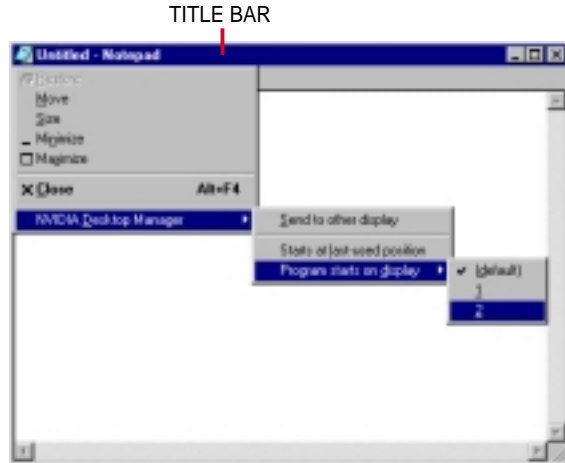 TITLE BAR
Untitled - Notepad
Restore
Move
Size
Minimize
Maximize
Close Alt+F4
NVIDIA Desktop Manager
Send to other display
Starts at last-used position
Program starts on display
(default)
1
2